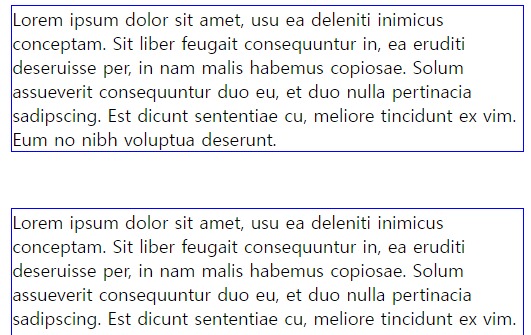 Lorem ipsum dolor sit amet, usu ea deleniti inimicus
conceptam. Sit liber feugait consequuntur in, ea eruditi
deseruisse per, in nam malis habemus copiosae. Solum
assueverit consequuntur duo eu, et duo nulla pertinacia
sadipscing. Est dicunt sententiae cu, meliore tincidunt ex vim.
Eum no nibh voluptua deserunt.
Lorem ipsum dolor sit amet, usu ea deleniti inimicus
conceptam. Sit liber feugait consequuntur in, ea eruditi
deseruisse per, in nam malis habemus copiosae. Solum
assueverit consequuntur duo eu, et duo nulla pertinacia
sadipscing. Est dicunt sententiae cu, meliore tincidunt ex vim.